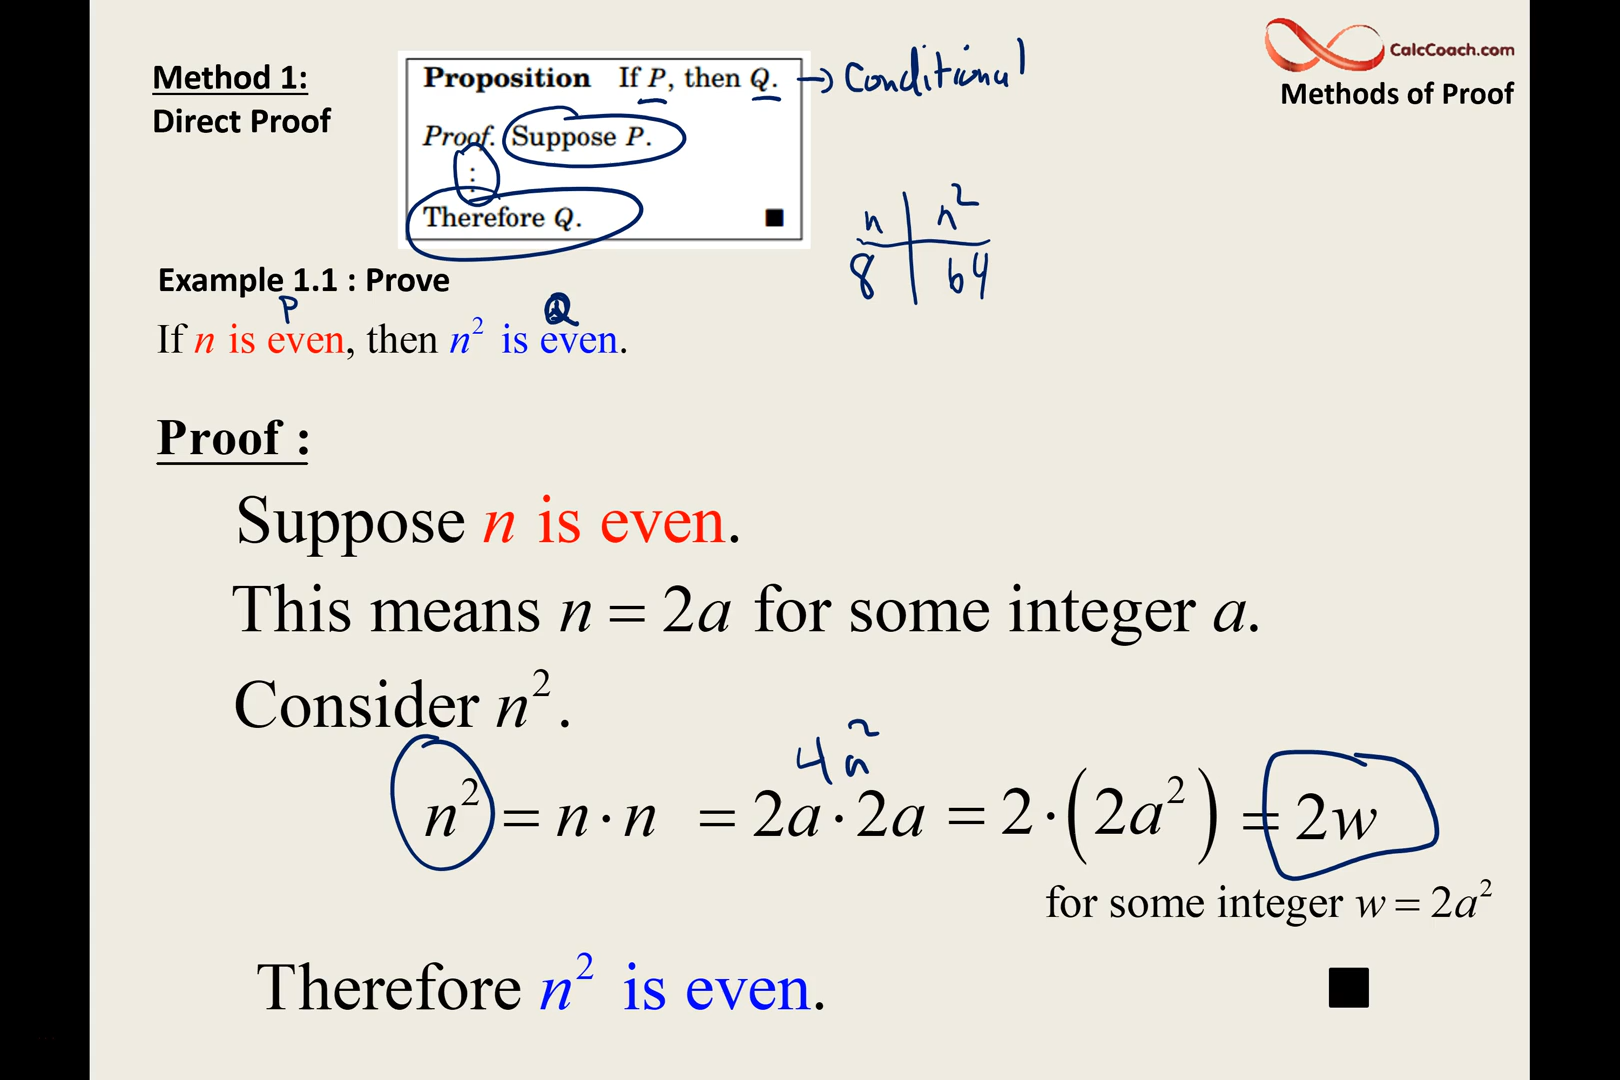 Method 1:
Direct Proof
Proposition If P, then Q. → Conditional
Proof. Suppose P.
⋮
Therefore Q. ■
CalcCoach.com
Methods of Proof
n | n²
8 | 64
Example 1.1 : Prove
P Q
If n is even, then n² is even.
Proof :
Suppose n is even.
This means n = 2a for some integer a.
Consider n².
4a²
n² = n · n = 2a · 2a = 2 · (2a²) = 2w
for some integer w = 2a²
Therefore n² is even. ■